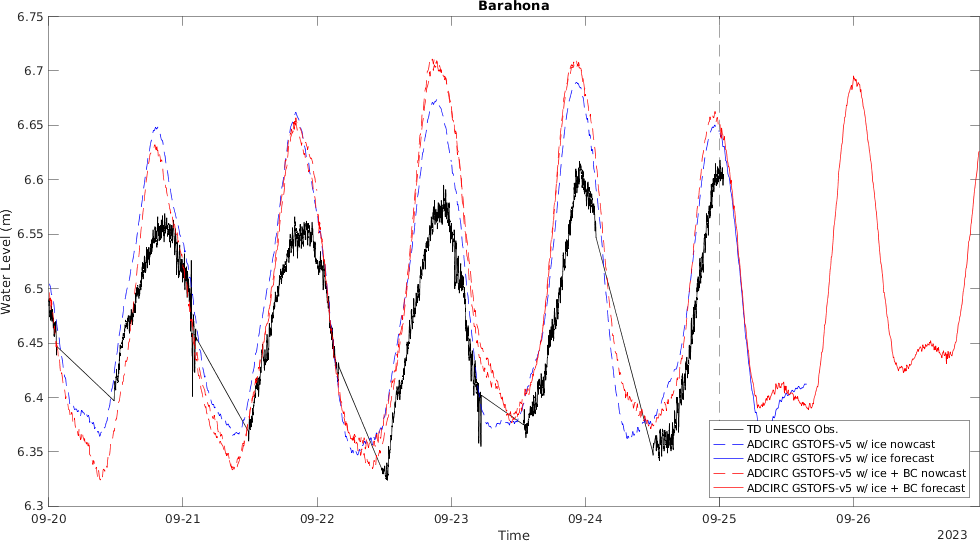 Barahona
6.75
6.7
6.65
6.6
6.55
6.5
6.45
6.4
6.35
6.3
Water Level (m)
09-20 09-21 09-22 09-23 09-24 09-25 09-26
Time
2023
TD UNESCO Obs.
ADCIRC GSTOFS-v5 w/ ice nowcast
ADCIRC GSTOFS-v5 w/ ice forecast
ADCIRC GSTOFS-v5 w/ ice + BC nowcast
ADCIRC GSTOFS-v5 w/ ice + BC forecast